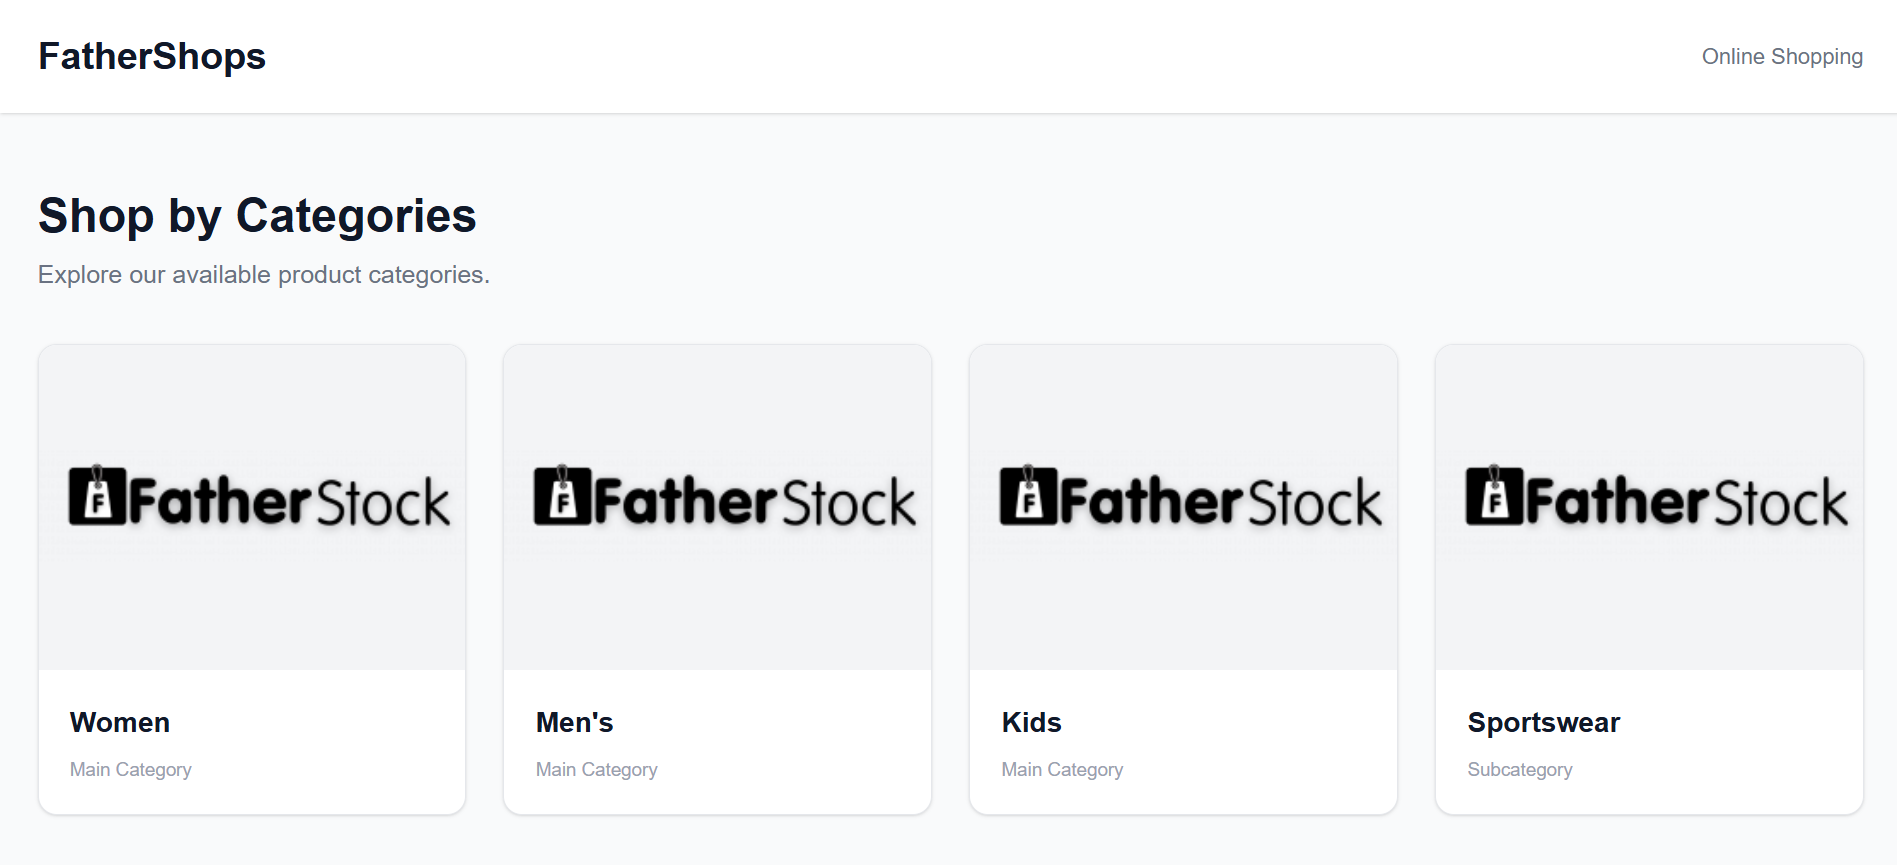 FatherShops
Online Shopping
Shop by Categories
Explore our available product categories.
F FatherStock
F FatherStock
F FatherStock
F FatherStock
Women
Men's
Kids
Sportswear
Main Category
Main Category
Main Category
Subcategory